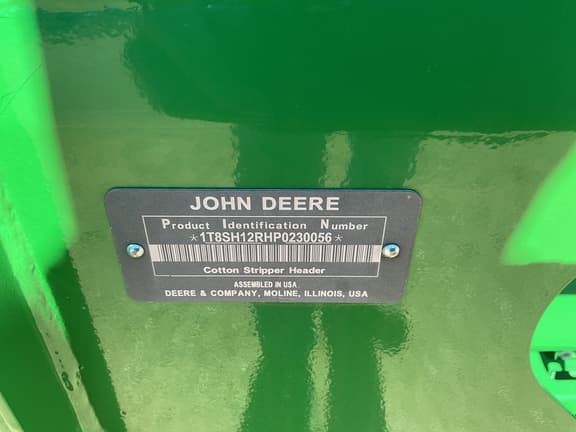 JOHN DEERE
Product Identification Number
*1T8SH12RHP0230056*
Cotton Stripper Header
ASSEMBLED IN USA
DEERE & COMPANY, MOLINE, ILLINOIS, USA